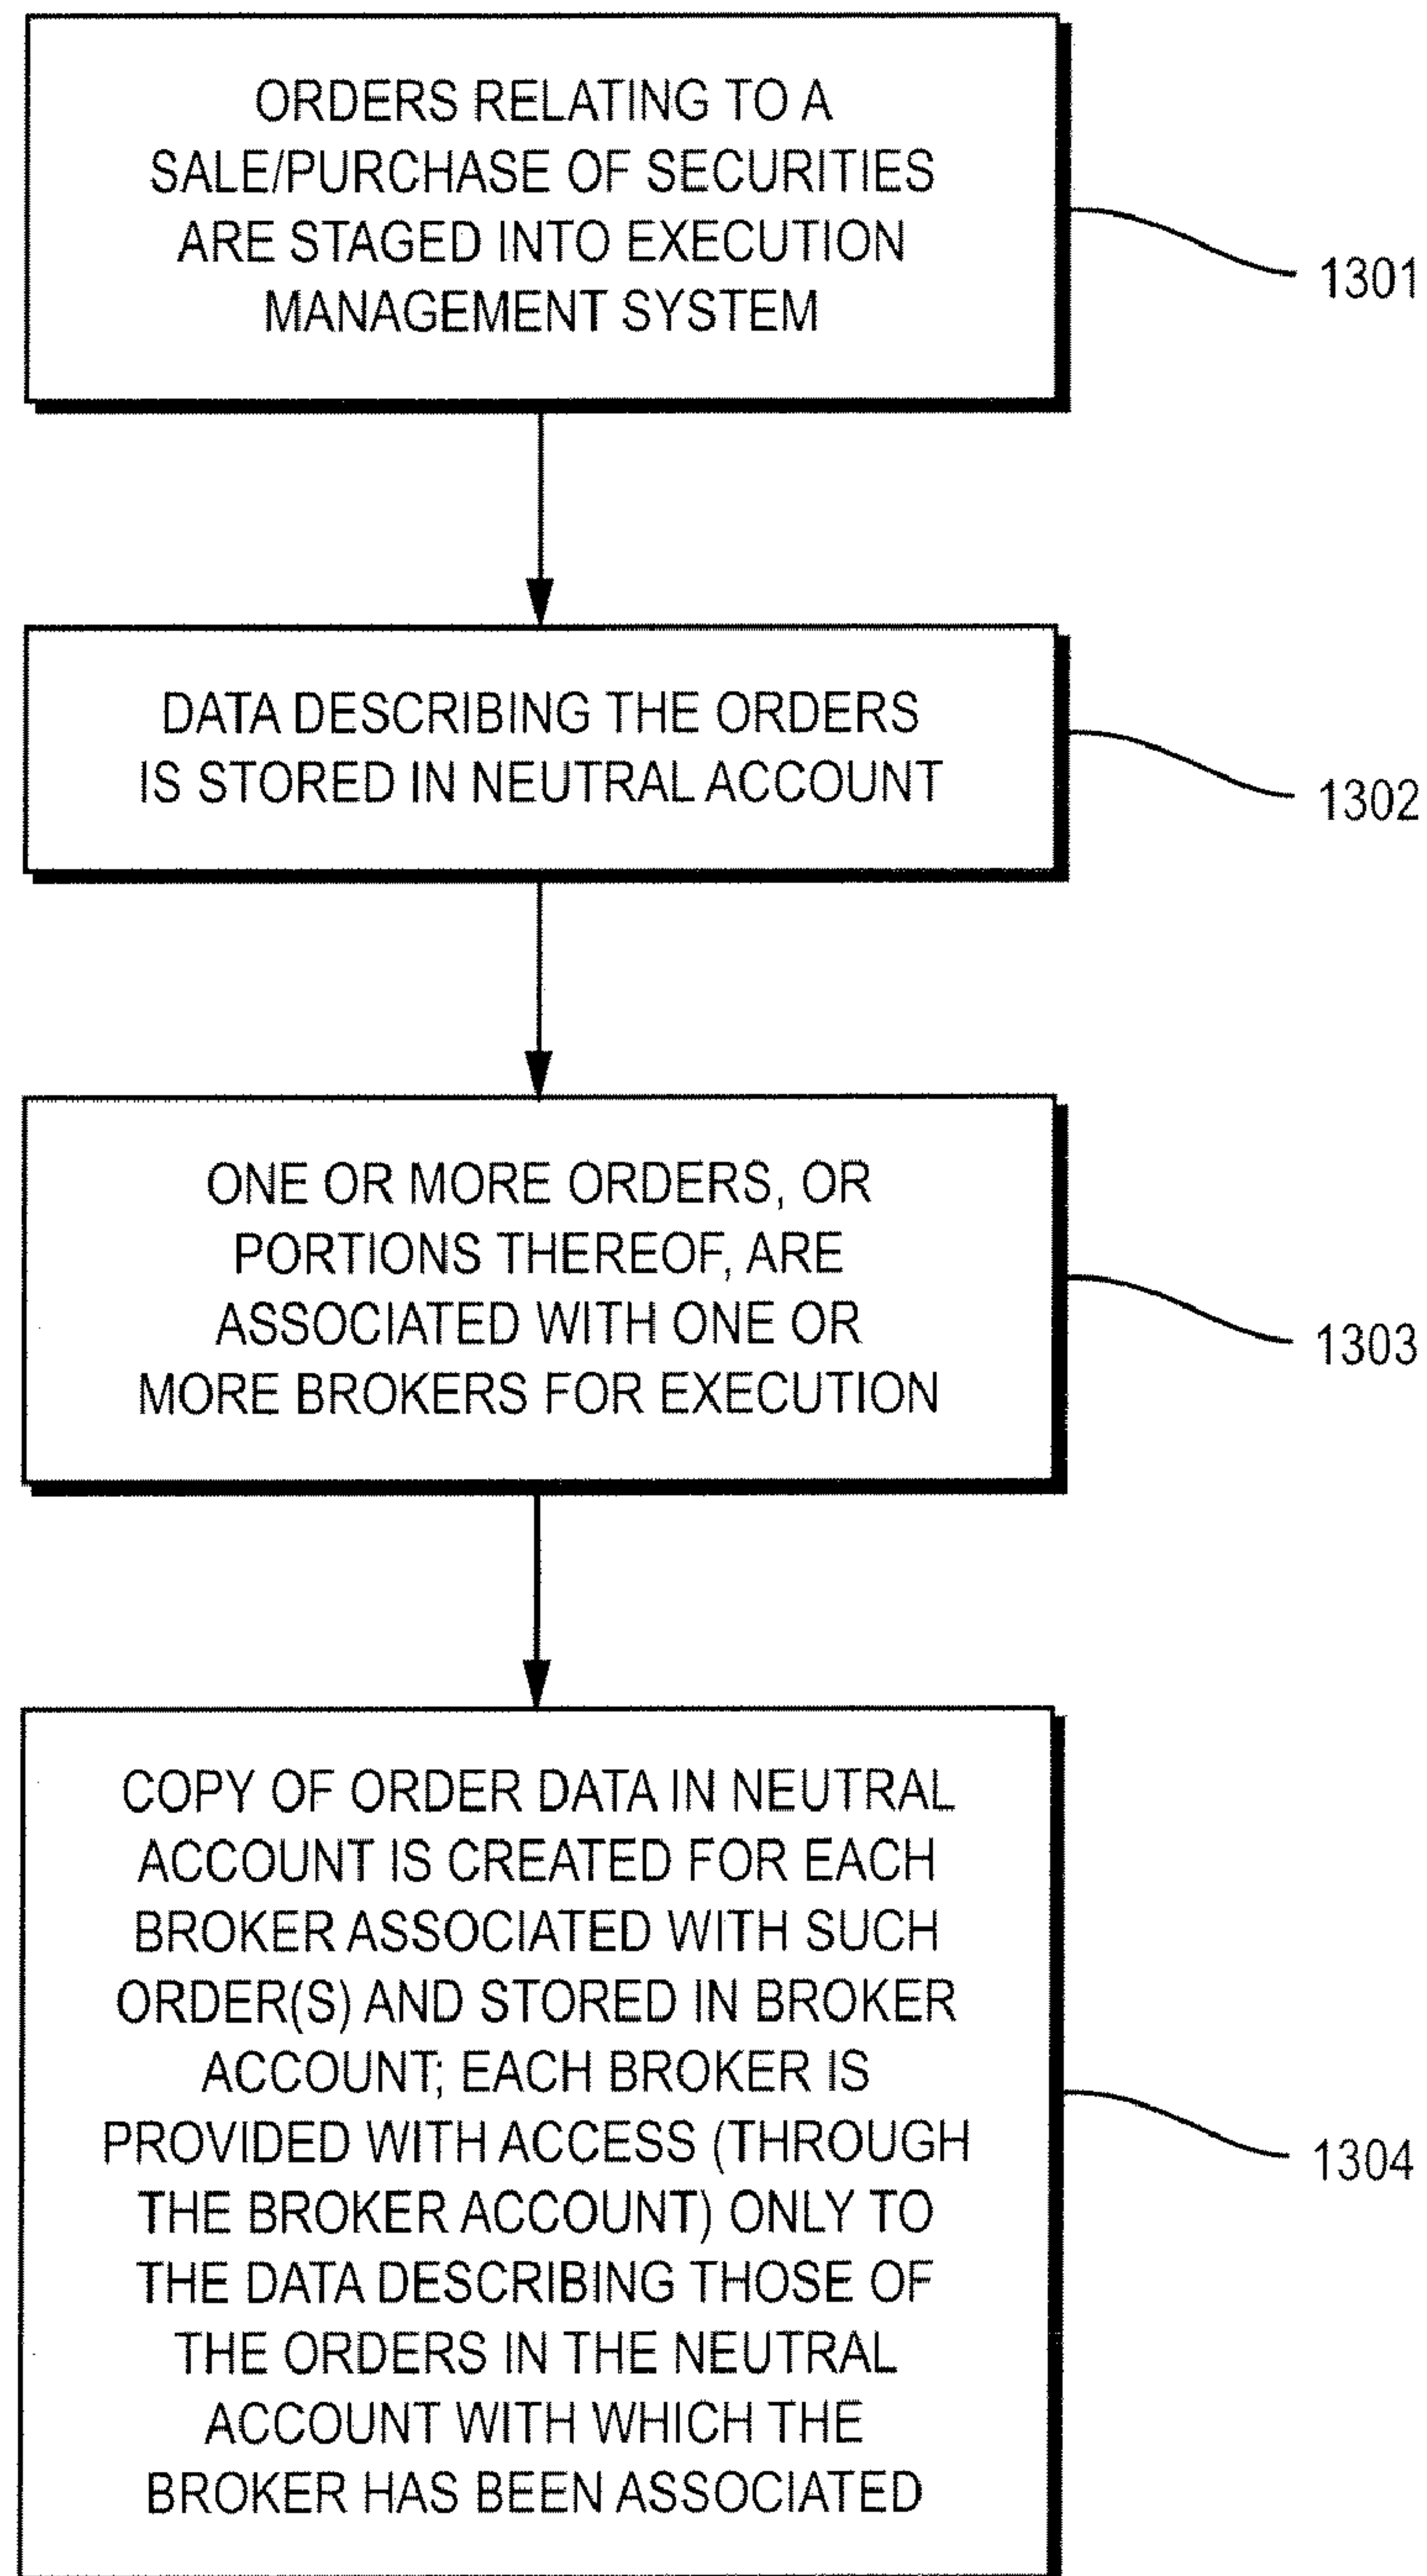 ORDERS RELATING TO A
SALE/PURCHASE OF SECURITIES
ARE STAGED INTO EXECUTION
MANAGEMENT SYSTEM
1301
DATA DESCRIBING THE ORDERS
IS STORED IN NEUTRAL ACCOUNT
1302
ONE OR MORE ORDERS, OR
PORTIONS THEREOF, ARE
ASSOCIATED WITH ONE OR
MORE BROKERS FOR EXECUTION
1303
COPY OF ORDER DATA IN NEUTRAL
ACCOUNT IS CREATED FOR EACH
BROKER ASSOCIATED WITH SUCH
ORDER(S) AND STORED IN BROKER
ACCOUNT; EACH BROKER IS
PROVIDED WITH ACCESS (THROUGH
THE BROKER ACCOUNT) ONLY TO
THE DATA DESCRIBING THOSE OF
THE ORDERS IN THE NEUTRAL
ACCOUNT WITH WHICH THE
BROKER HAS BEEN ASSOCIATED
1304